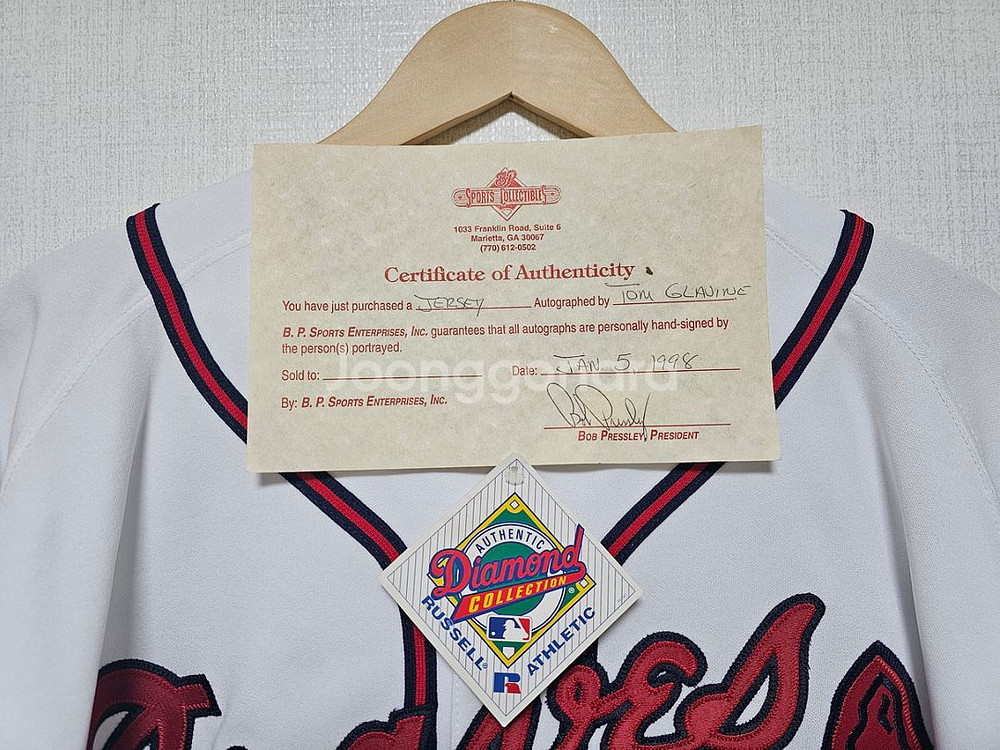 BP
SPORTS COLLECTIBLES
1033 Franklin Road, Suite 6
Marietta, GA 30067
(770) 612-0502
Certificate of Authenticity
You have just purchased a JERSEY Autographed by TOM GLAVINE
B. P. SPORTS ENTERPRISES, INC. guarantees that all autographs are personally hand-signed by
the person(s) portrayed.
Sold to: Date: JAN 5, 1998
Joonggonara
By: B. P. SPORTS ENTERPRISES, INC.
Bob Pressley
BOB PRESSLEY, PRESIDENT
AUTHENTIC
Diamond
COLLECTION
RUSSELL® ATHLETIC
R